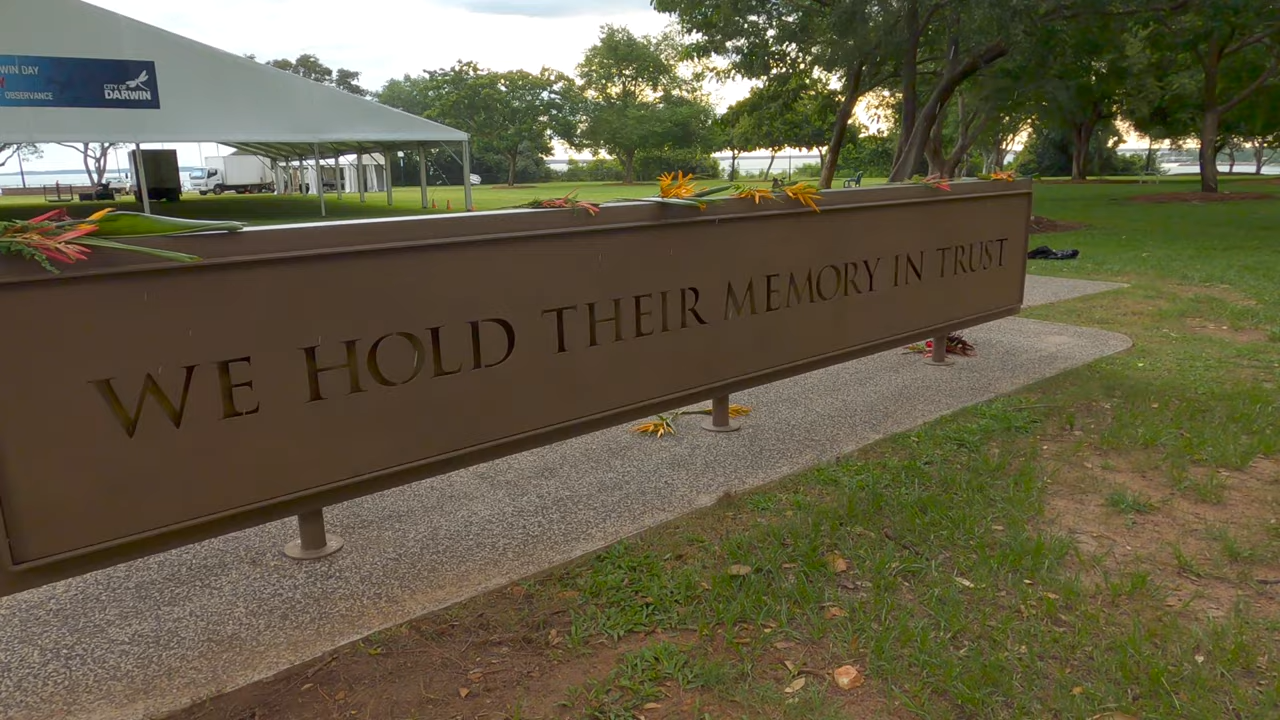 WIN DAY
OBSERVANCE
CITY OF
DARWIN
WE HOLD THEIR MEMORY IN TRUST